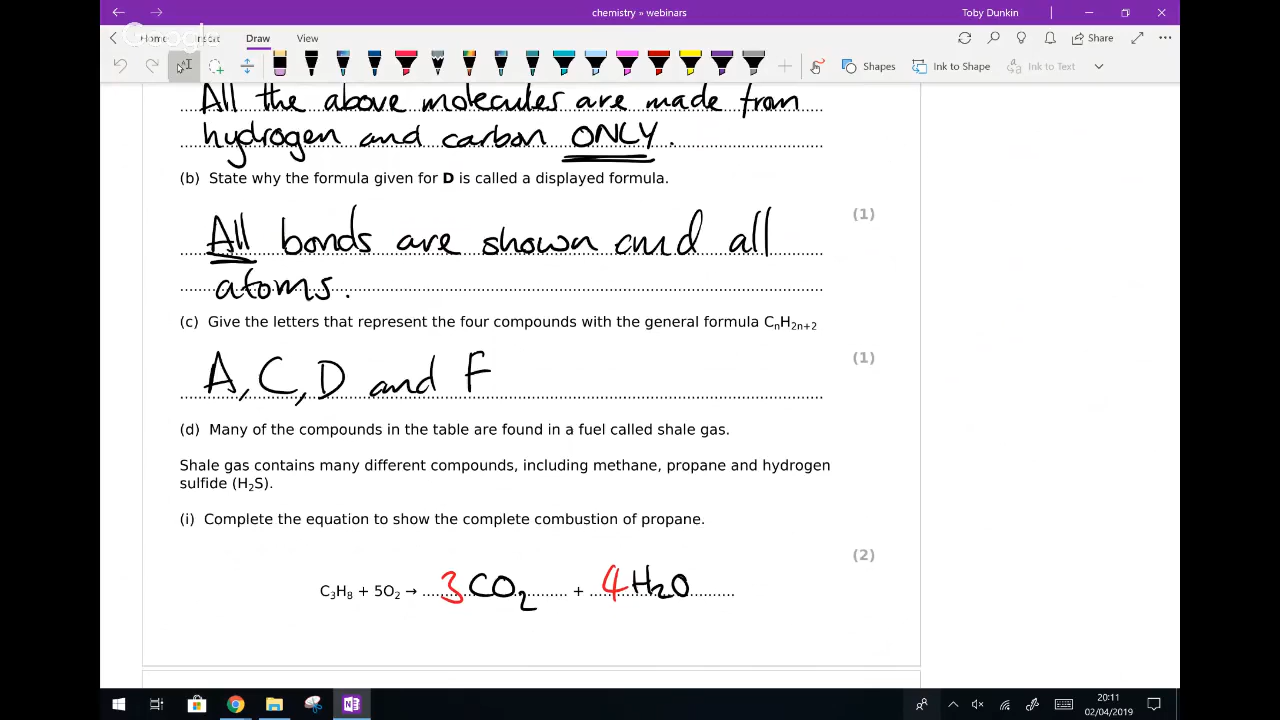 chemistry » webinars
Toby Dunkin
Google
Home
Insert
Draw
View
Share
Shapes
Ink to Shape
Ink to Text
All the above molecules are made from
hydrogen and carbon ONLY.
(b) State why the formula given for D is called a displayed formula.
(1)
All bonds are shown and all
atoms.
(c) Give the letters that represent the four compounds with the general formula CₙH₂ₙ₊₂
(1)
A, C, D and F
(d) Many of the compounds in the table are found in a fuel called shale gas.
Shale gas contains many different compounds, including methane, propane and hydrogen
sulfide (H₂S).
(i) Complete the equation to show the complete combustion of propane.
(2)
C₃H₈ + 5O₂ → 3CO₂ + 4H₂O
20:11
02/04/2019